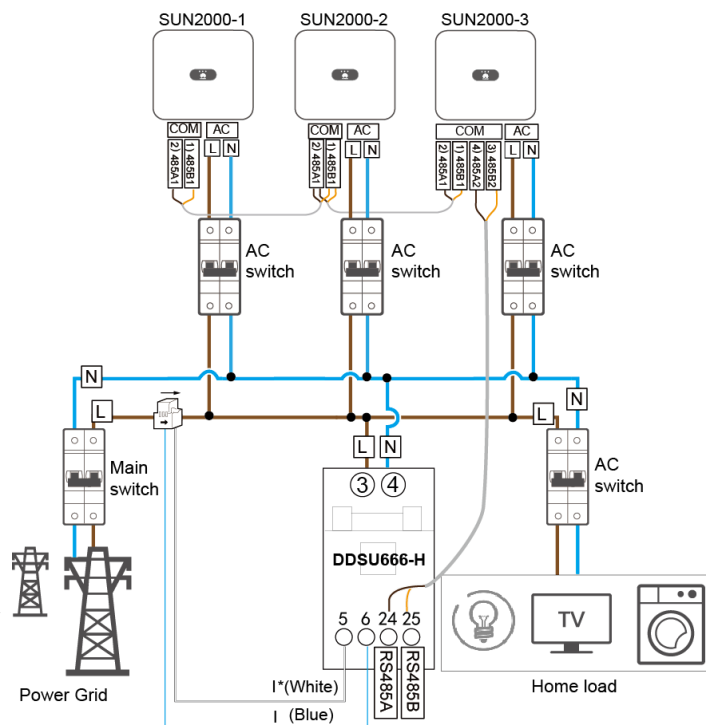 SUN2000-1
SUN2000-2
SUN2000-3
COM
AC
COM
AC
COM
AC
2) 485A1
1) 485B1
L
N
2) 485A1
1) 485B1
L
N
2) 485A1
1) 485B1
4) 485A2
3) 485B2
L
N
AC
switch
AC
switch
AC
switch
N
L
L
N
L
N
Main
switch
AC
switch
3
4
DDSU666-H
5
6
24
25
RS485A
RS485B
TV
I*(White)
I (Blue)
Power Grid
Home load